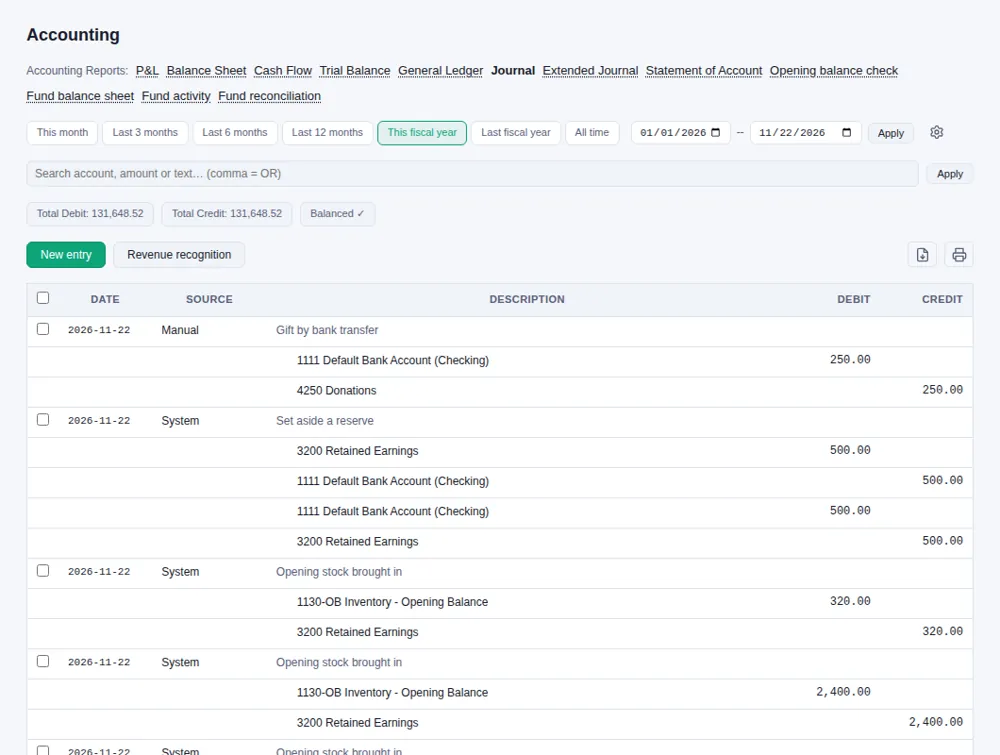 Accounting
Accounting Reports: P&L Balance Sheet Cash Flow Trial Balance General Ledger Journal Extended Journal Statement of Account Opening balance check
Fund balance sheet Fund activity Fund reconciliation
This month Last 3 months Last 6 months Last 12 months This fiscal year Last fiscal year All time 01/01/2026 -- 11/22/2026 Apply
Search account, amount or text... (comma = OR) Apply
Total Debit: 131,648.52 Total Credit: 131,648.52 Balanced ✓
New entry Revenue recognition
DATE SOURCE DESCRIPTION DEBIT CREDIT
2026-11-22 Manual Gift by bank transfer
1111 Default Bank Account (Checking) 250.00
4250 Donations 250.00
2026-11-22 System Set aside a reserve
3200 Retained Earnings 500.00
1111 Default Bank Account (Checking) 500.00
1111 Default Bank Account (Checking) 500.00
3200 Retained Earnings 500.00
2026-11-22 System Opening stock brought in
1130-OB Inventory - Opening Balance 320.00
3200 Retained Earnings 320.00
2026-11-22 System Opening stock brought in
1130-OB Inventory - Opening Balance 2,400.00
3200 Retained Earnings 2,400.00
2026-11-22 System Opening stock brought in